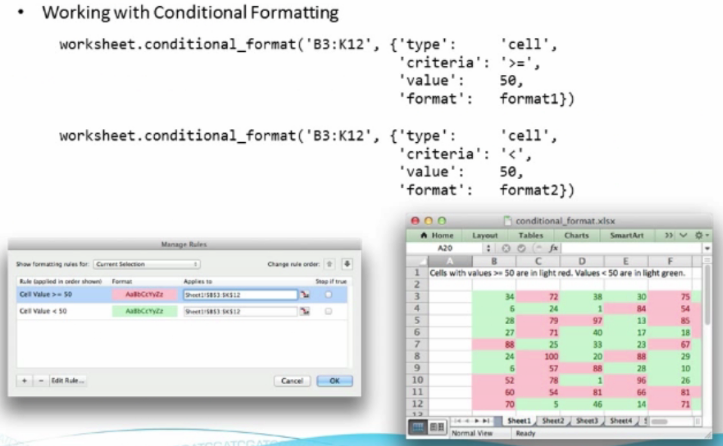 • Working with Conditional Formatting
worksheet.conditional_format('B3:K12', {'type': 'cell',
'criteria': '>=',
'value': 50,
'format': format1})
worksheet.conditional_format('B3:K12', {'type': 'cell',
'criteria': '<',
'value': 50,
'format': format2})
Manage Rules
Show formatting rules for: Current Selection
Change rule order:
Rule (applied in order shown) Format Applies to Stop if true
Cell Value >= 50 AaBbCcYyZz =Sheet1!$B$3:$K$12
Cell Value < 50 AaBbCcYyZz =Sheet1!$B$3:$K$12
+ − Edit Rule... Cancel OK
conditional_format.xlsx
Home Layout Tables Charts SmartArt >>
A20 fx
A B C D E F
1 Cells with values >= 50 are in light red. Values < 50 are in light green.
2
3 34 72 38 30 75
4 6 24 1 84 54
5 28 79 97 13 85
6 27 71 40 17 18
7 88 25 33 23 67
8 24 100 20 88 29
9 6 57 88 28 10
10 52 78 1 96 26
11 60 54 81 66 81
12 70 5 46 14 71
Sheet1 Sheet2 Sheet3 Sheet4
Normal View Ready